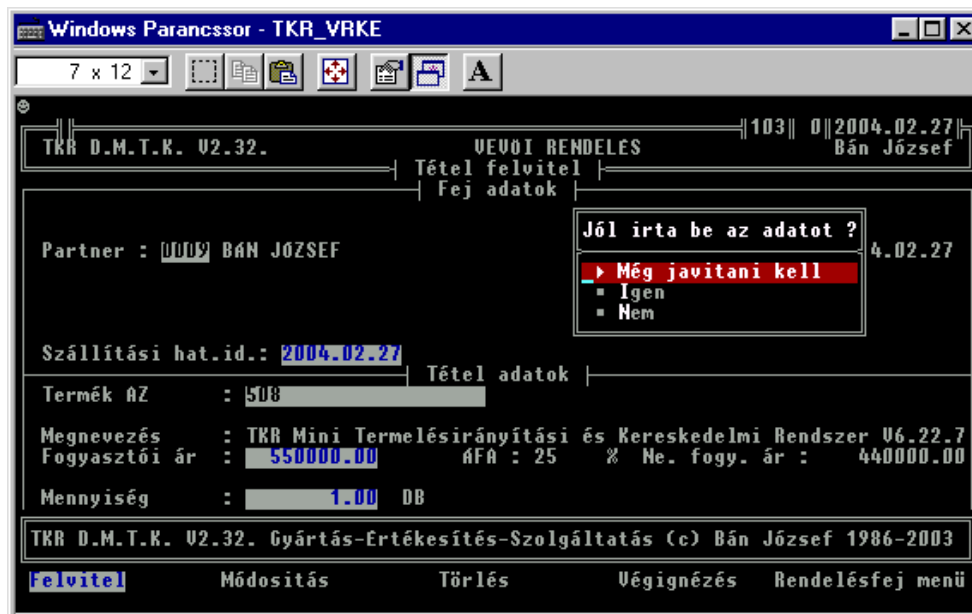 Windows Parancssor - TKR_VRKE
7 x 12
A
103 0 2004.02.27
TKR D.M.T.K. V2.32. VEVÖI RENDELÉS Bán József
Tétel felvitel
Fej adatok
Jól irta be az adatot ?
Partner : 0009 BÁN JÓZSEF 4.02.27
Még javitani kell
Igen
Nem
Szállítási hat.id.: 2004.02.27
Tétel adatok
Termék AZ : 508
Megnevezés : TKR Mini Termelésirányítási és Kereskedelmi Rendszer V6.22.7
Fogyasztói ár : 550000.00 ÁFA : 25 % Ne. fogy. ár : 440000.00
Mennyiség : 1.00 DB
TKR D.M.T.K. V2.32. Gyártás-Értékesítés-Szolgáltatás (c) Bán József 1986-2003
Felvitel Módositás Törlés Végignézés Rendelésfej menü